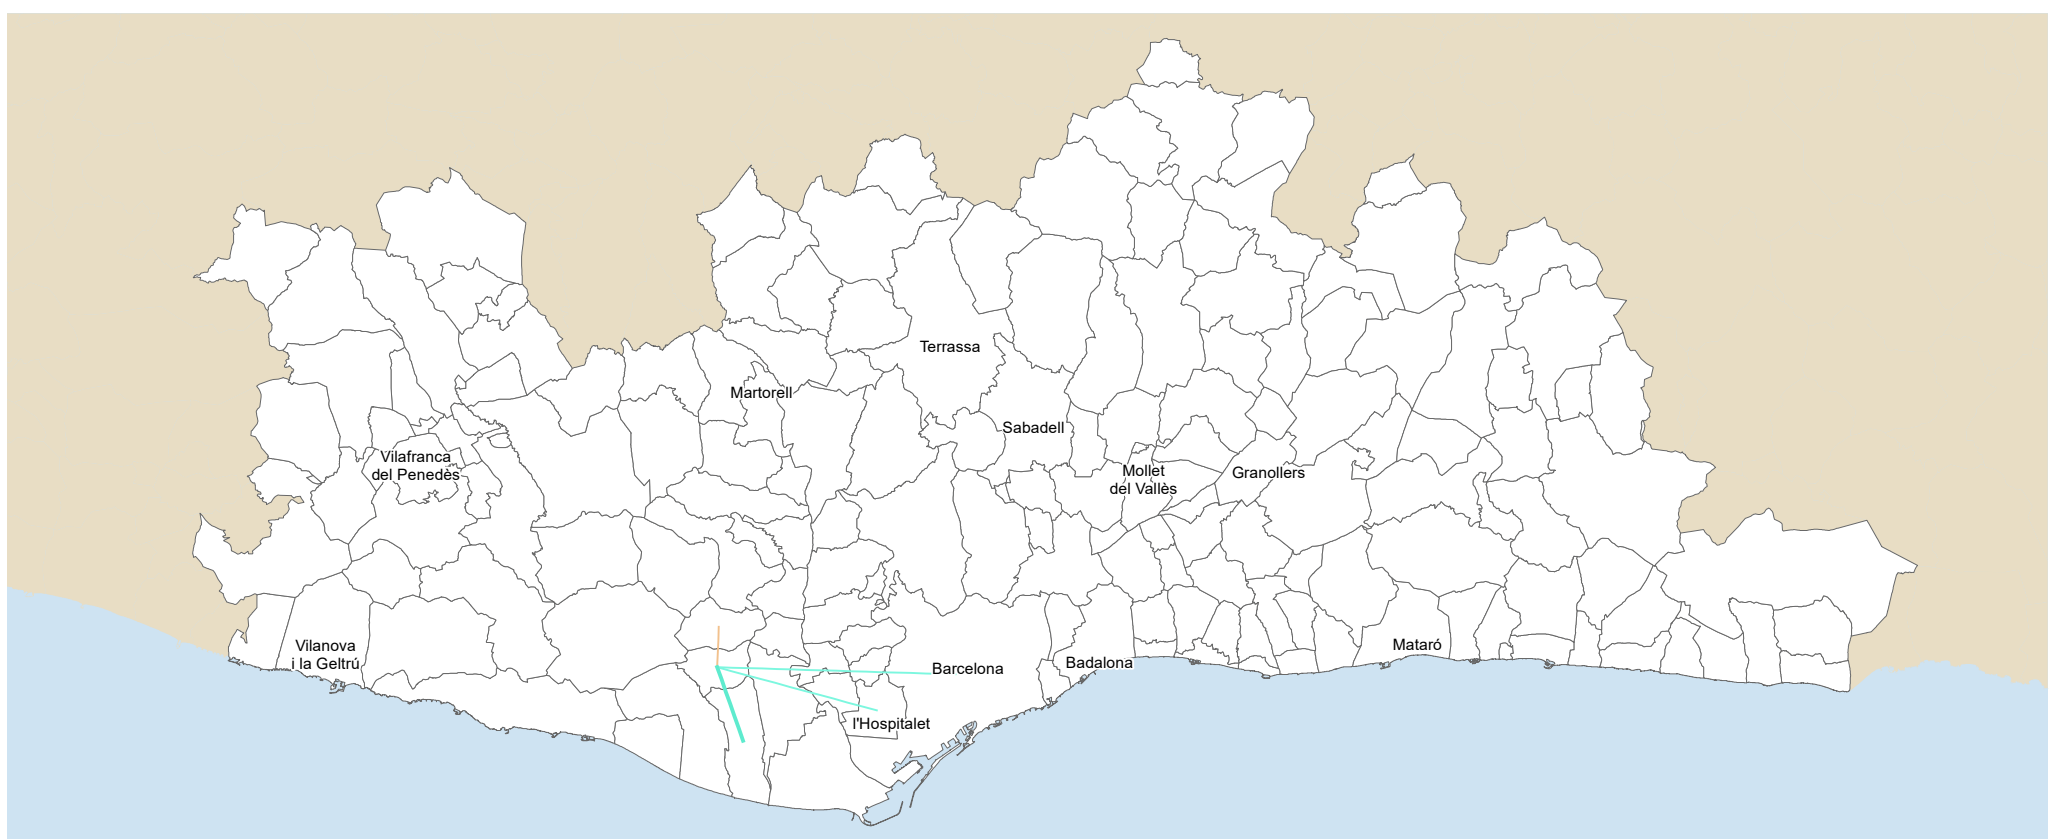 Terrassa
Martorell
Sabadell
Vilafranca
del Penedès
Mollet
del Vallès
Granollers
Vilanova
i la Geltrú
Barcelona
Badalona
Mataró
l'Hospitalet